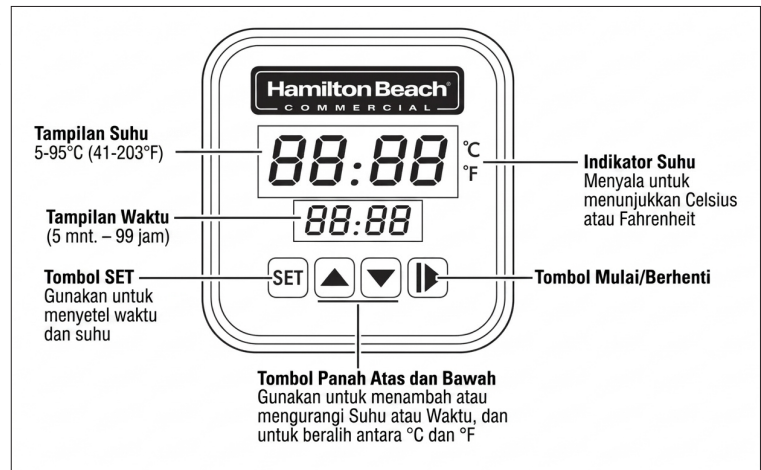 Hamilton Beach
COMMERCIAL
Tampilan Suhu
5-95°C (41-203°F)
88:88
°C
°F
Indikator Suhu
Menyala untuk
menunjukkan Celsius
atau Fahrenheit
Tampilan Waktu
(5 mnt. – 99 jam)
88:88
Tombol SET
Gunakan untuk
menyetel waktu
dan suhu
SET
Tombol Mulai/Berhenti
Tombol Panah Atas dan Bawah
Gunakan untuk menambah atau
mengurangi Suhu atau Waktu, dan
untuk beralih antara °C dan °F